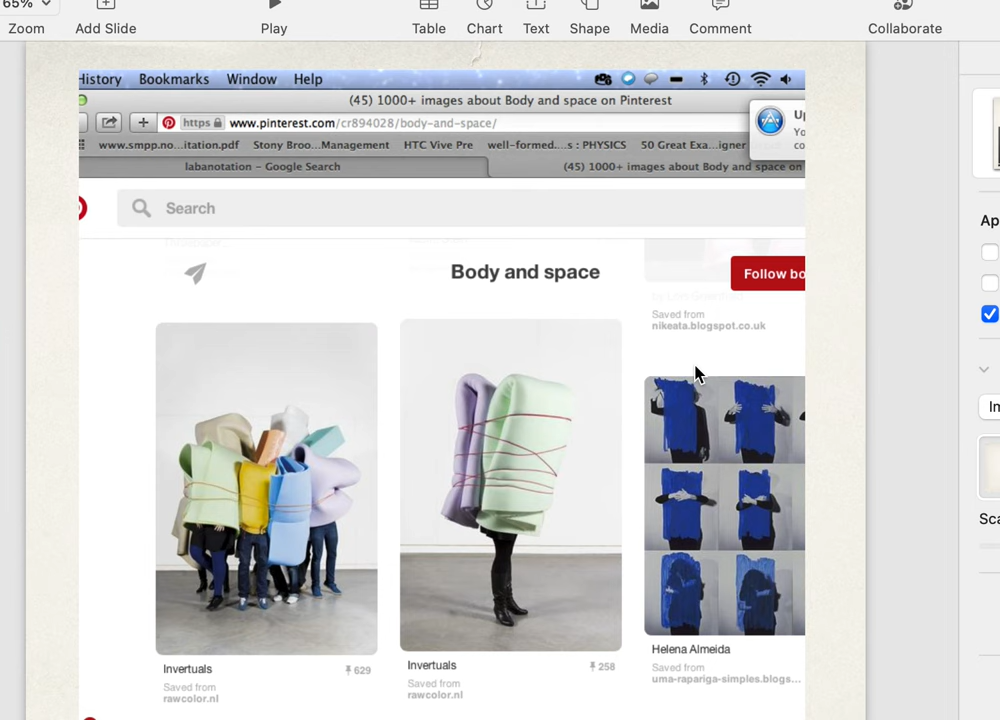 65%
Zoom
Add Slide
Play
Table
Chart
Text
Shape
Media
Comment
Collaborate
History Bookmarks Window Help
(45) 1000+ images about Body and space on Pinterest
https www.pinterest.com/cr894028/body-and-space/
www.smpp.no...itation.pdf Stony Broo...Management HTC Vive Pre well-formed....s : PHYSICS 50 Great Exa...igner
labanotation – Google Search
(45) 1000+ images about Body and space on
Search
Body and space
Follow bo
Saved from
nikeata.blogspot.co.uk
Invertuals
629
Saved from
rawcolor.nl
Invertuals
258
Saved from
rawcolor.nl
Helena Almeida
Saved from
uma-rapariga-simples.blogs...
Ap